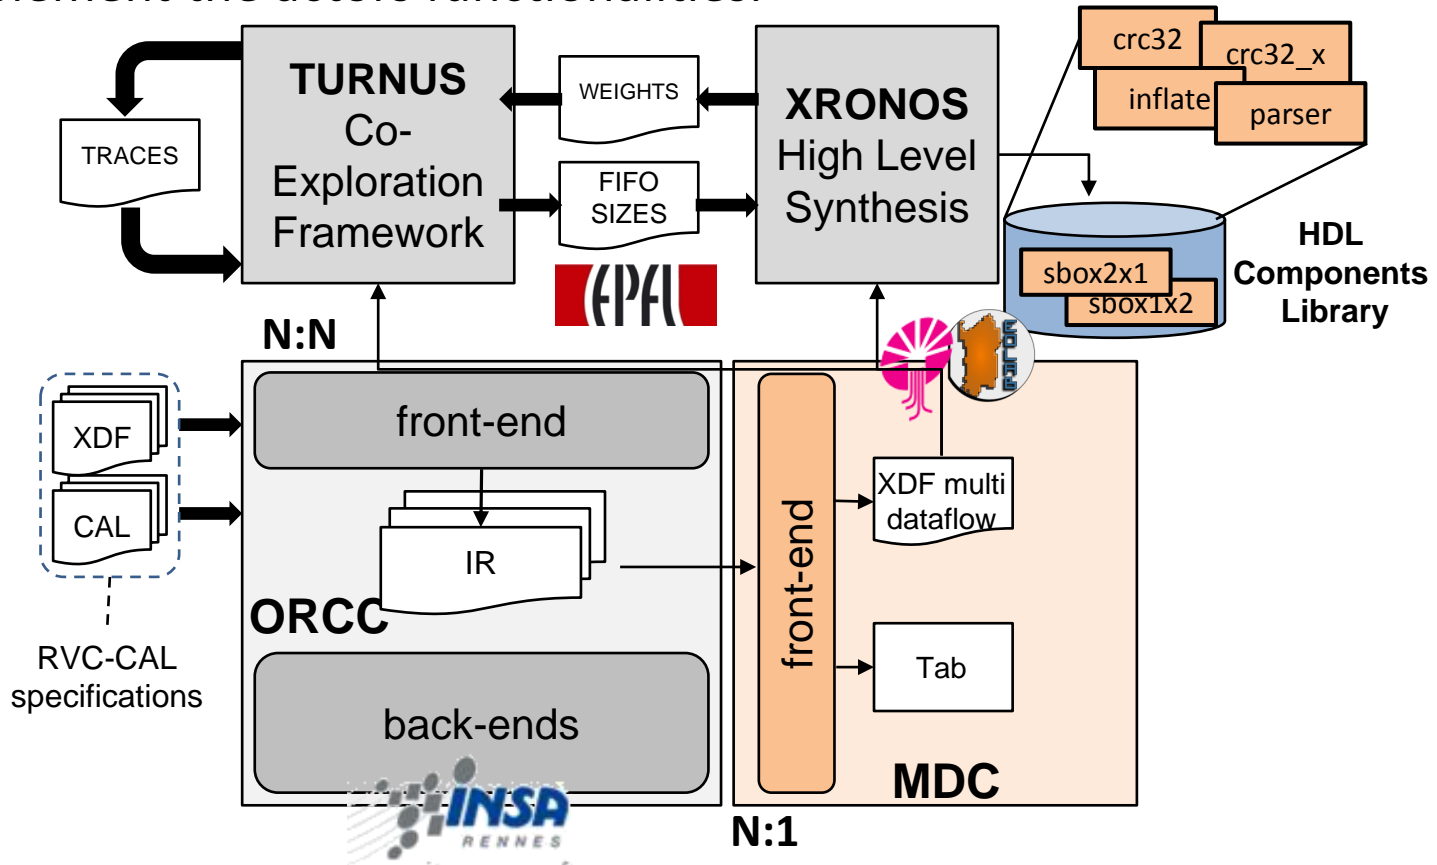 TURNUS
Co-
Exploration
Framework
WEIGHTS
XRONOS
High Level
Synthesis
crc32
crc32_x
inflate
parser
TRACES
FIFO
SIZES
HDL
Components
Library
sbox2x1
sbox1x2
EPFL
N:N
XDF
CAL
front-end
IR
ORCC
back-ends
RVC-CAL
specifications
front-end
XDF multi
dataflow
Tab
MDC
INSA
RENNES
N:1